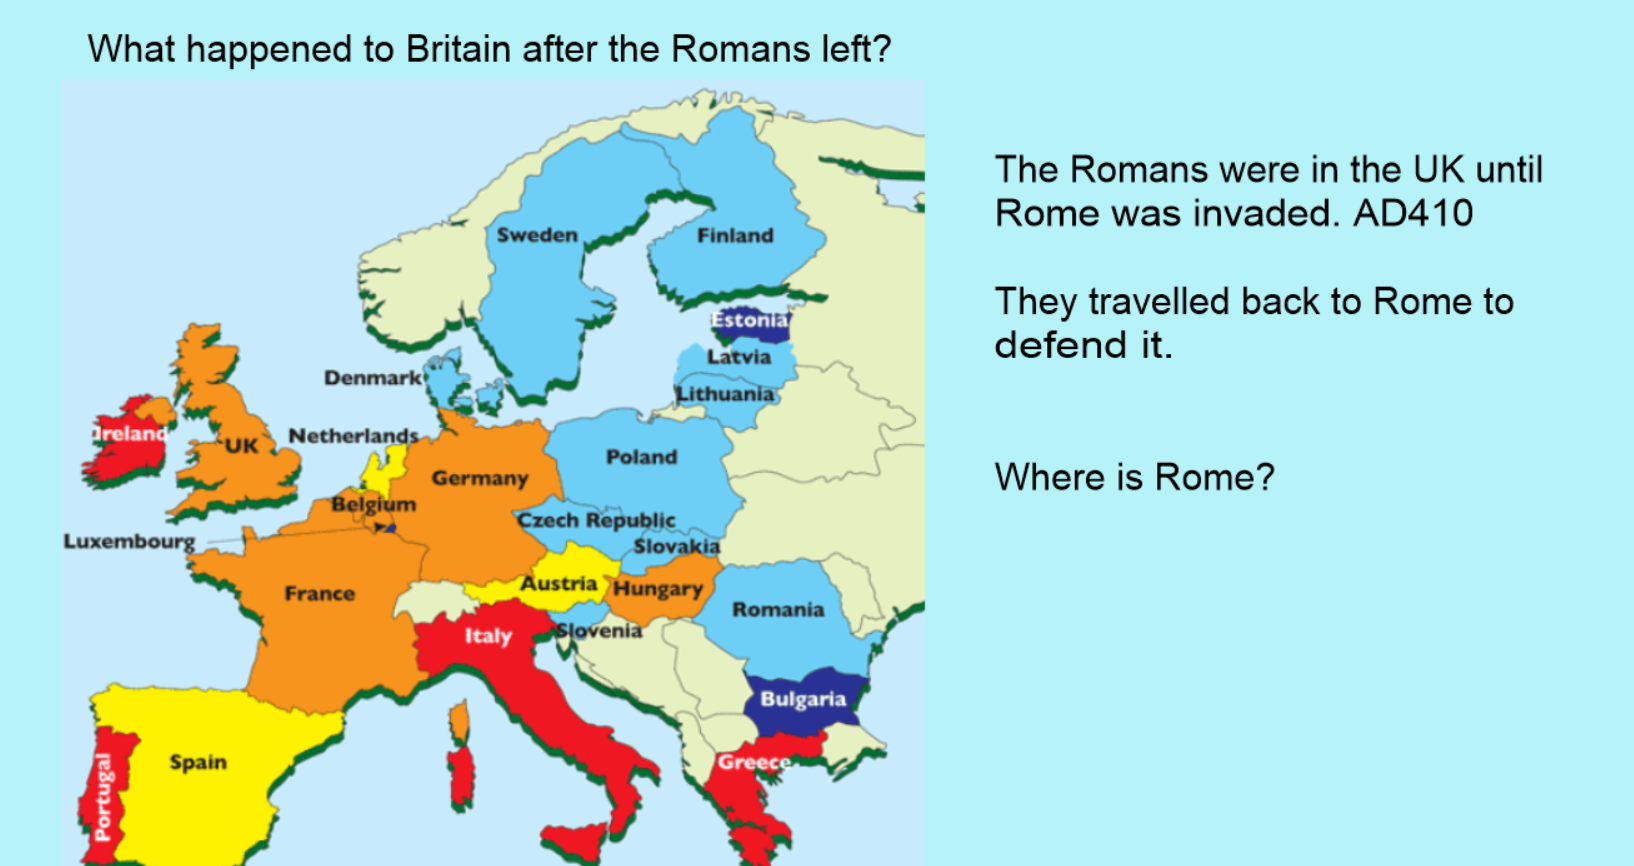 What happened to Britain after the Romans left?
The Romans were in the UK until
Rome was invaded. AD410
They travelled back to Rome to
defend it.
Where is Rome?
Sweden
Finland
Estonia
Latvia
Denmark
Lithuania
Ireland
UK
Netherlands
Poland
Germany
Belgium
Czech Republic
Luxembourg
Slovakia
France
Austria
Hungary
Romania
Italy
Slovenia
Bulgaria
Spain
Greece
Portugal